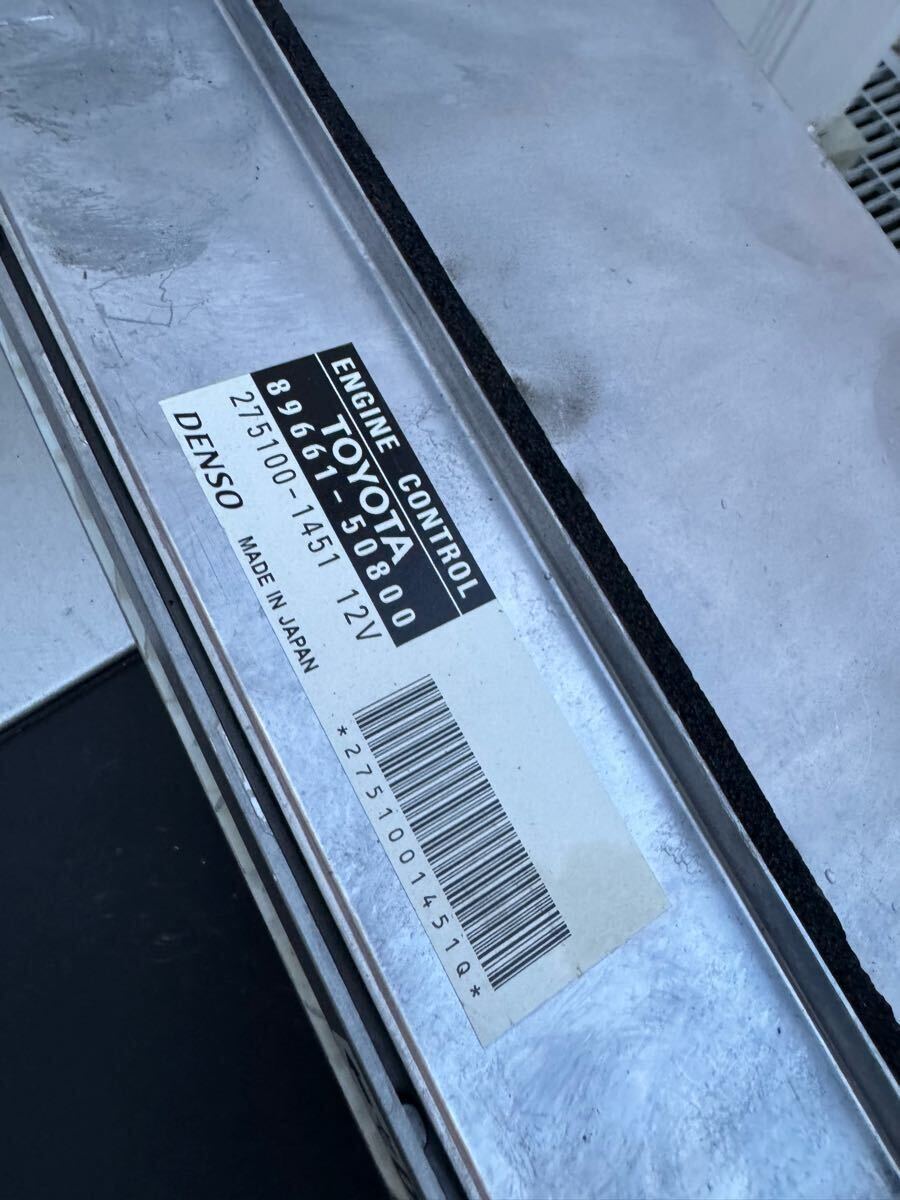 ENGINE CONTROL
TOYOTA
89661-50800
275100-1451 12V
DENSO MADE IN JAPAN
*2751001451Q*